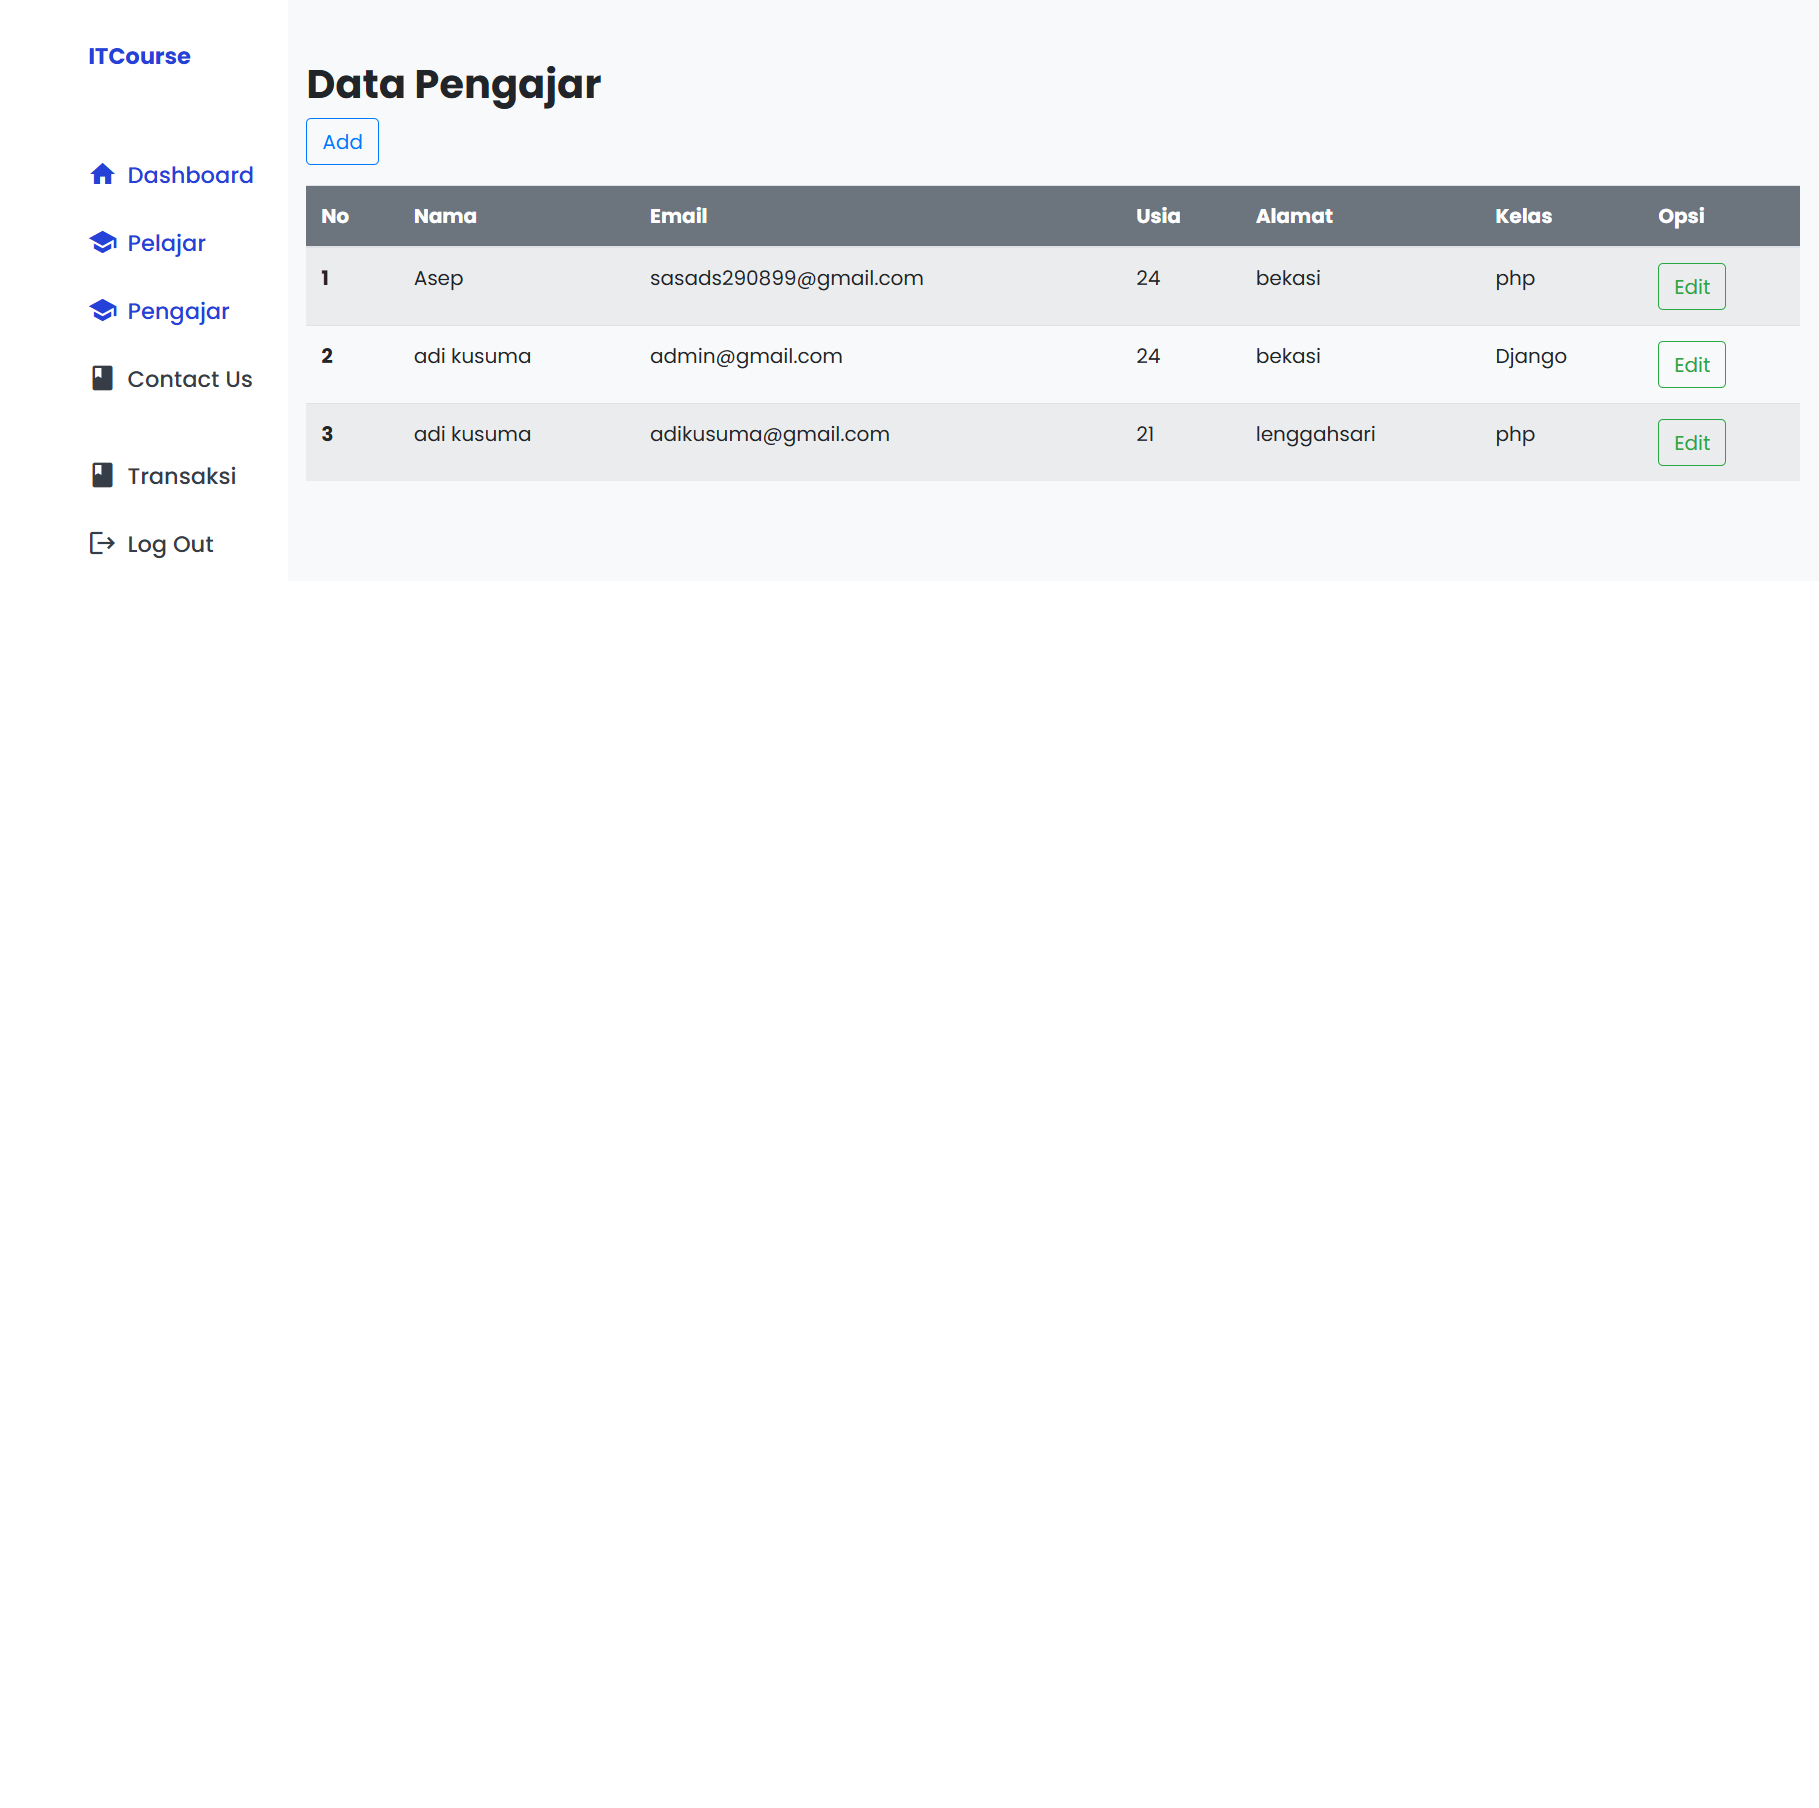 ITCourse
Dashboard
Pelajar
Pengajar
Contact Us
Transaksi
Log Out
Data Pengajar
Add
No Nama Email Usia Alamat Kelas Opsi
1 Asep sasads290899@gmail.com 24 bekasi php Edit
2 adi kusuma admin@gmail.com 24 bekasi Django Edit
3 adi kusuma adikusuma@gmail.com 21 lenggahsari php Edit